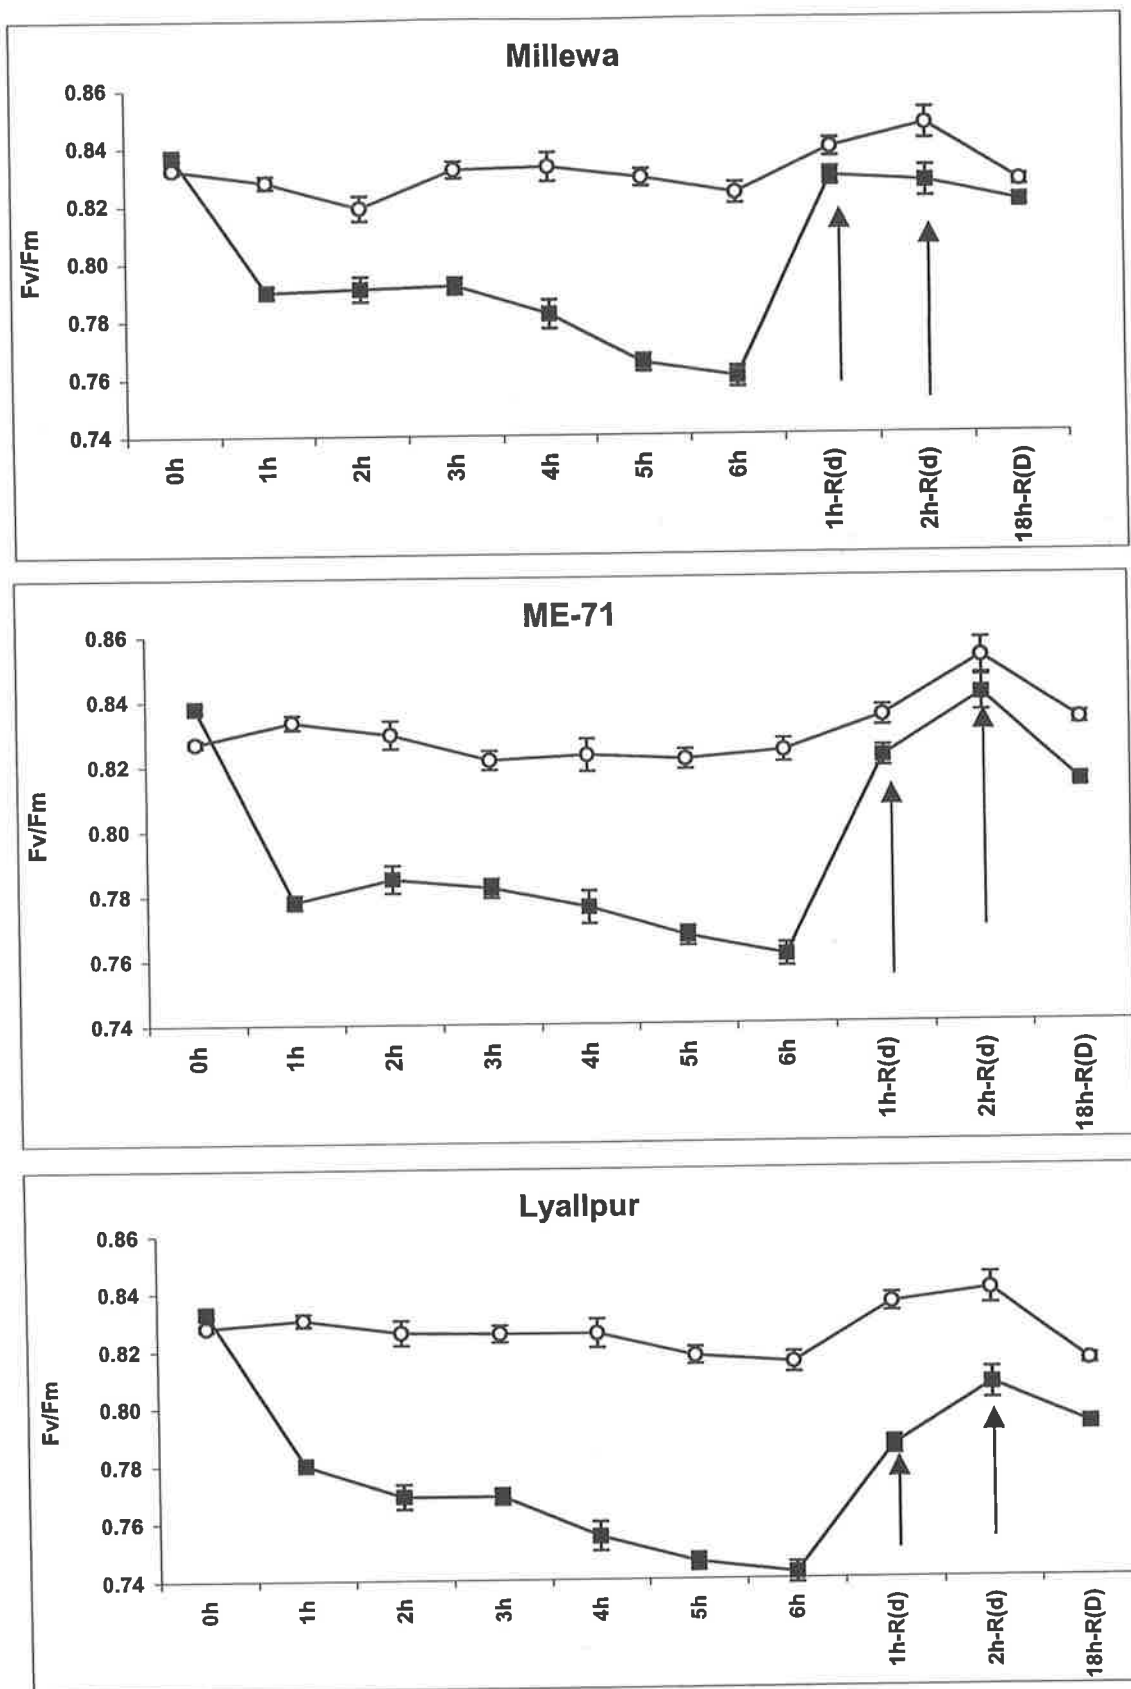 Millewa
0.86
0.84
0.82
0.80
0.78
0.76
0.74
Fv/Fm
0h
1h
2h
3h
4h
5h
6h
1h-R(d)
2h-R(d)
18h-R(D)
ME-71
0.86
0.84
0.82
0.80
0.78
0.76
0.74
Fv/Fm
0h
1h
2h
3h
4h
5h
6h
1h-R(d)
2h-R(d)
18h-R(D)
Lyallpur
0.86
0.84
0.82
0.80
0.78
0.76
0.74
Fv/Fm
0h
1h
2h
3h
4h
5h
6h
1h-R(d)
2h-R(d)
18h-R(D)